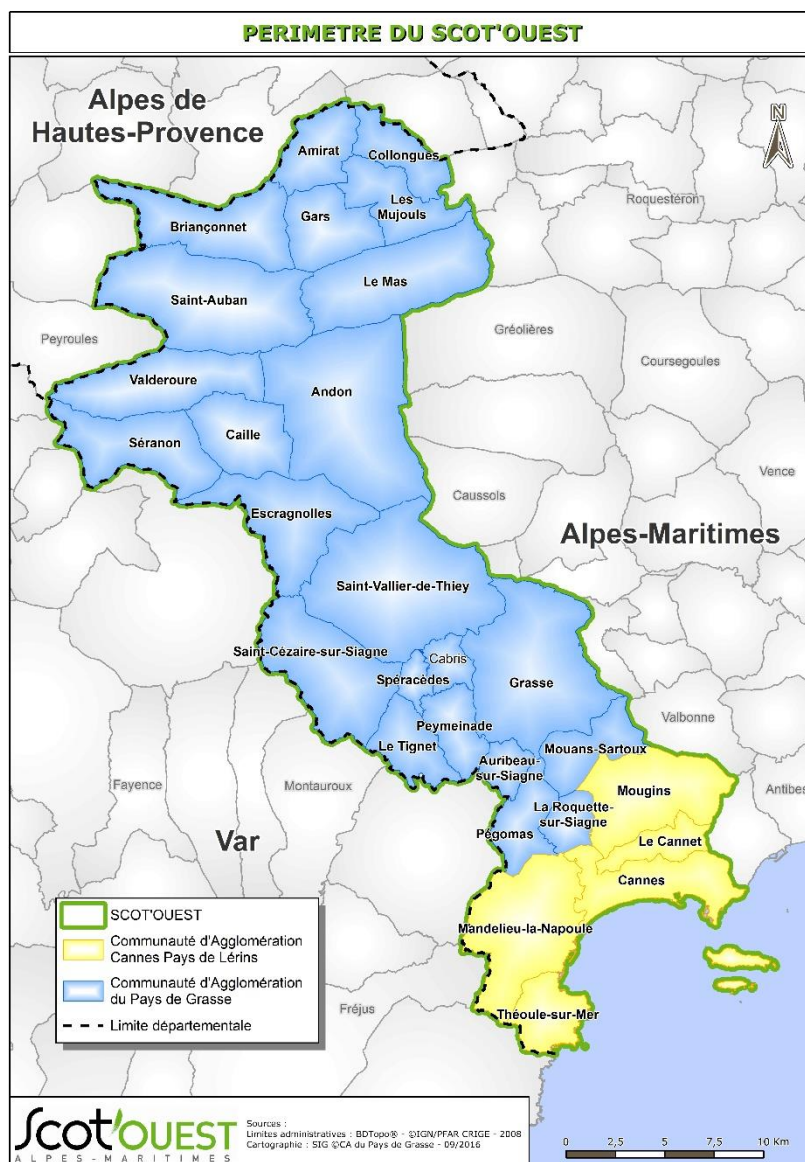 PERIMETRE DU SCOT'OUEST
Alpes de
Hautes-Provence
N
Amirat
Collongues
Les
Mujouls
Roquestéron
Briançonnet
Gars
Le Mas
Saint-Auban
Peyroules
Gréolières
Coursegoules
Valderoure
Andon
Séranon
Caille
Vence
Caussols
Escragnolles
Alpes-Maritimes
Saint-Vallier-de-Thiey
Saint-Cézaire-sur-Siagne
Cabris
Spéracèdes
Grasse
Peymeinade
Valbonne
Le Tignet
Mouans-Sartoux
Auribeau-
sur-Siagne
Fayence
Montauroux
Mougins
Antibes
La Roquette-
sur-Siagne
Pégomas
Var
Le Cannet
Cannes
Mandelieu-la-Napoule
Fréjus
Théoule-sur-Mer
SCOT'OUEST
Communauté d'Agglomération
Cannes Pays de Lérins
Communauté d'Agglomération
du Pays de Grasse
Limite départementale
Scot'OUEST
ALPES-MARITIMES
Sources :
Limites administratives : BDTopo® - ©IGN/PFAR CRIGE - 2008
Cartographie : SIG ©CA du Pays de Grasse - 09/2016
0 2,5 5 7,5 10 Km